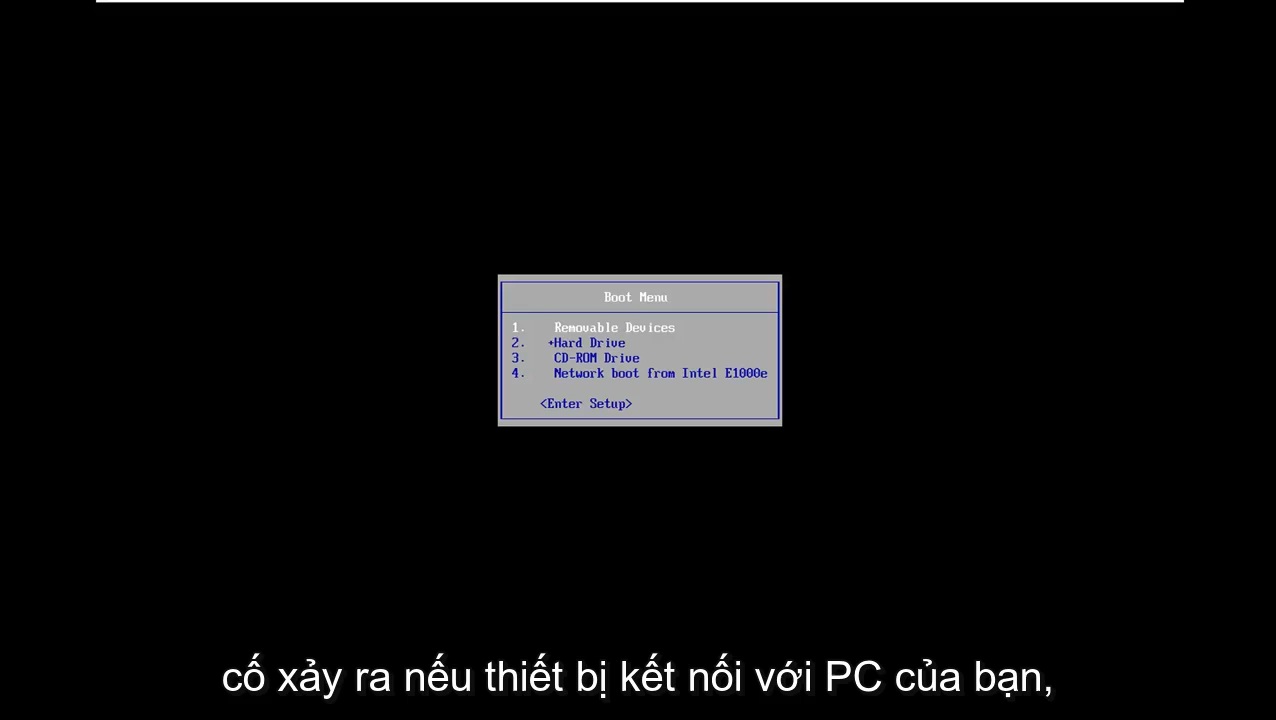 Boot Menu
1. Removable Devices
2. +Hard Drive
3. CD-ROM Drive
4. Network boot from Intel E1000e
<Enter Setup>
cố xảy ra nếu thiết bị kết nối với PC của bạn,